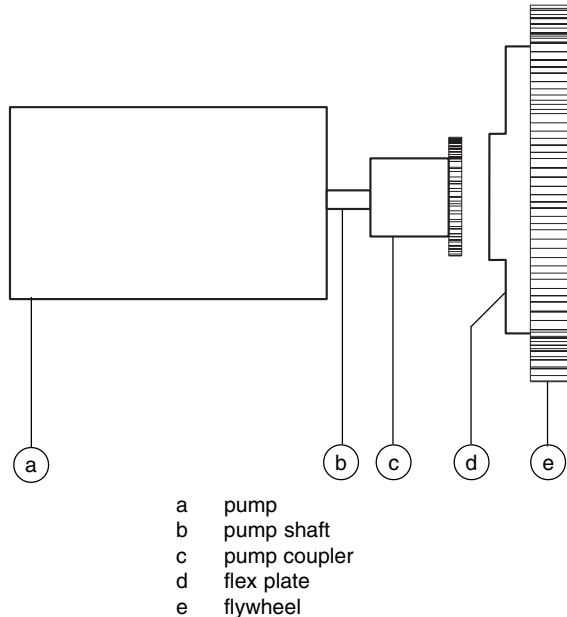 a b c d e
a pump
b pump shaft
c pump coupler
d flex plate
e flywheel